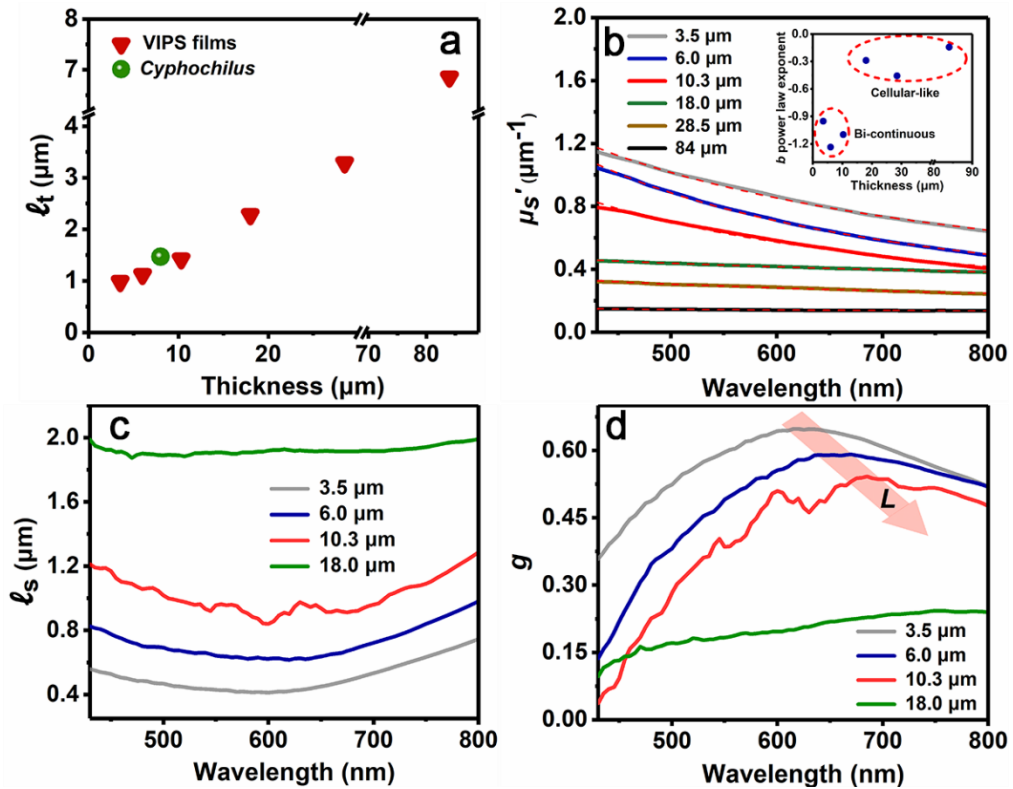 a
VIPS films
Cyphochilus
ℓt (μm)
8
7
4
3
2
1
0
0 10 20 70 80
Thickness (μm)
b
3.5 μm
6.0 μm
10.3 μm
18.0 μm
28.5 μm
84 μm
μs' (μm-1)
2.0
1.6
1.2
0.8
0.4
0.0
500 600 700 800
Wavelength (nm)
b power law exponent
0.0
-0.3
-0.6
-0.9
-1.2
Cellular-like
Bi-continuous
0 10 20 30 80 90
Thickness (μm)
c
ℓs (μm)
2.0
1.6
1.2
0.8
0.4
3.5 μm
6.0 μm
10.3 μm
18.0 μm
500 600 700 800
Wavelength (nm)
d
g
0.60
0.45
0.30
0.15
0.00
L
3.5 μm
6.0 μm
10.3 μm
18.0 μm
500 600 700 800
Wavelength (nm)